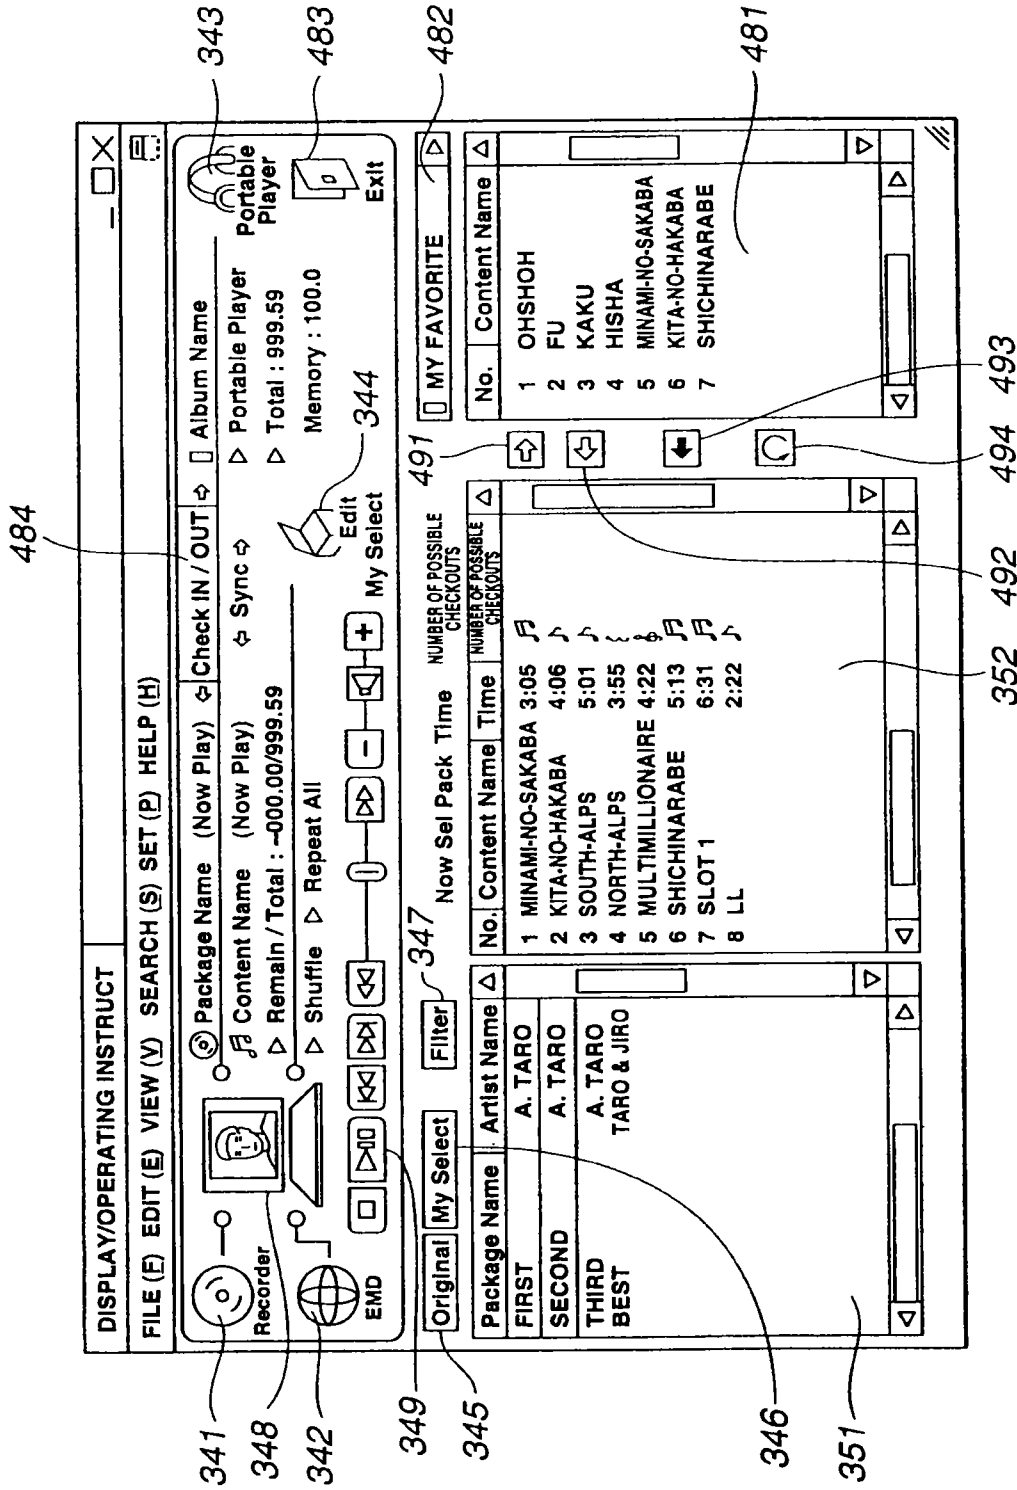 484
DISPLAY/OPERATING INSTRUCT
FILE (F) EDIT (E) VIEW (V) SEARCH (S) SET (P) HELP (H)
341
Recorder
348
342
EMD
Package Name (Now Play)
Check IN / OUT
Album Name
Content Name (Now Play)
Sync
Portable Player
Remain / Total : –000.00/999.59
Total : 999.59
Shuffle
Repeat All
Memory : 100.0
344
Edit
My Select
Portable
Player
343
Exit
483
349
345
Original
My Select
Filter
347
Now Sel Pack Time
NUMBER OF POSSIBLE
CHECKOUTS
491
MY FAVORITE
482
Package Name Artist Name
FIRST A. TARO
SECOND A. TARO
THIRD A. TARO
BEST TARO & JIRO
346
351
No. Content Name Time NUMBER OF POSSIBLE
CHECKOUTS
1 MINAMI-NO-SAKABA 3:05
2 KITA-NO-HAKABA 4:06
3 SOUTH-ALPS 5:01
4 NORTH-ALPS 3:55
5 MULTIMILLIONAIRE 4:22
6 SHICHINARABE 5:13
7 SLOT 1 6:31
8 LL 2:22
352
492
493
494
No. Content Name
1 OHSHOH
2 FU
3 KAKU
4 HISHA
5 MINAMI-NO-SAKABA
6 KITA-NO-HAKABA
7 SHICHINARABE
481